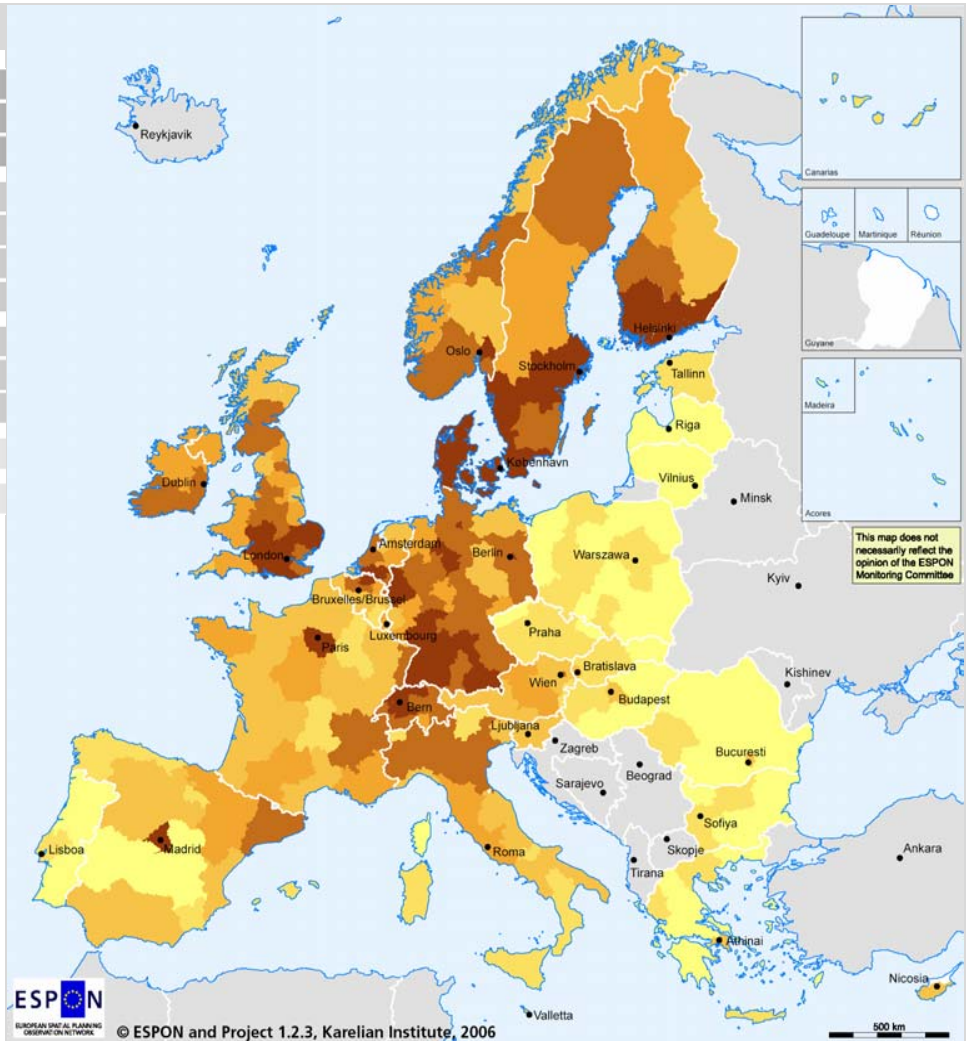 Reykjavik
Canarias
Guadeloupe Martinique Réunion
Guyane
Helsinki
Oslo
Stockholm
Tallinn
Madeira
Riga
København
Dublin
Vilnius
Minsk
Acores
London
Amsterdam
Berlin
Warszawa
This map does not
necessarily reflect the
opinion of the ESPON
Monitoring Committee
Kyiv
Bruxelles/Brussel
Luxembourg
Praha
Paris
Kishinev
Wien
Bratislava
Budapest
Bern
Ljubljana
Zagreb
Bucuresti
Beograd
Sarajevo
Sofiya
Skopje
Lisboa
Madrid
Roma
Tirana
Ankara
Athinai
Nicosia
Valletta
ESPON
EUROPEAN SPATIAL PLANNING
OBSERVATION NETWORK
© ESPON and Project 1.2.3, Karelian Institute, 2006
500 km